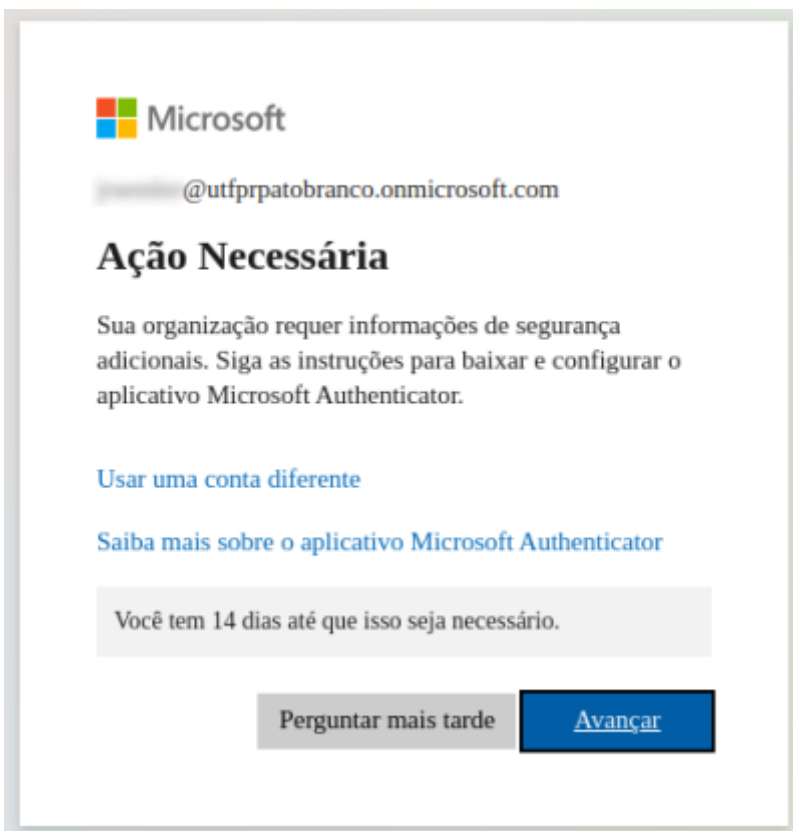 Microsoft
@utfprpatobranco.onmicrosoft.com
Ação Necessária
Sua organização requer informações de segurança
adicionais. Siga as instruções para baixar e configurar o
aplicativo Microsoft Authenticator.
Usar uma conta diferente
Saiba mais sobre o aplicativo Microsoft Authenticator
Você tem 14 dias até que isso seja necessário.
Perguntar mais tarde Avançar